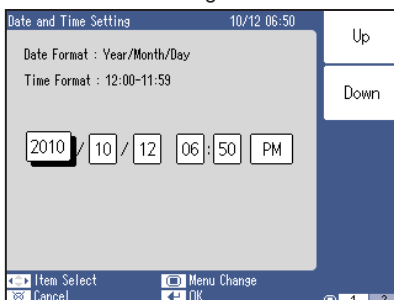 Date and Time Setting 10/12 06:50
Up
Date Format : Year/Month/Day
Time Format : 12:00-11:59
Down
2010 / 10 / 12 06 : 50 PM
Item Select Menu Change
Cancel OK 1 2